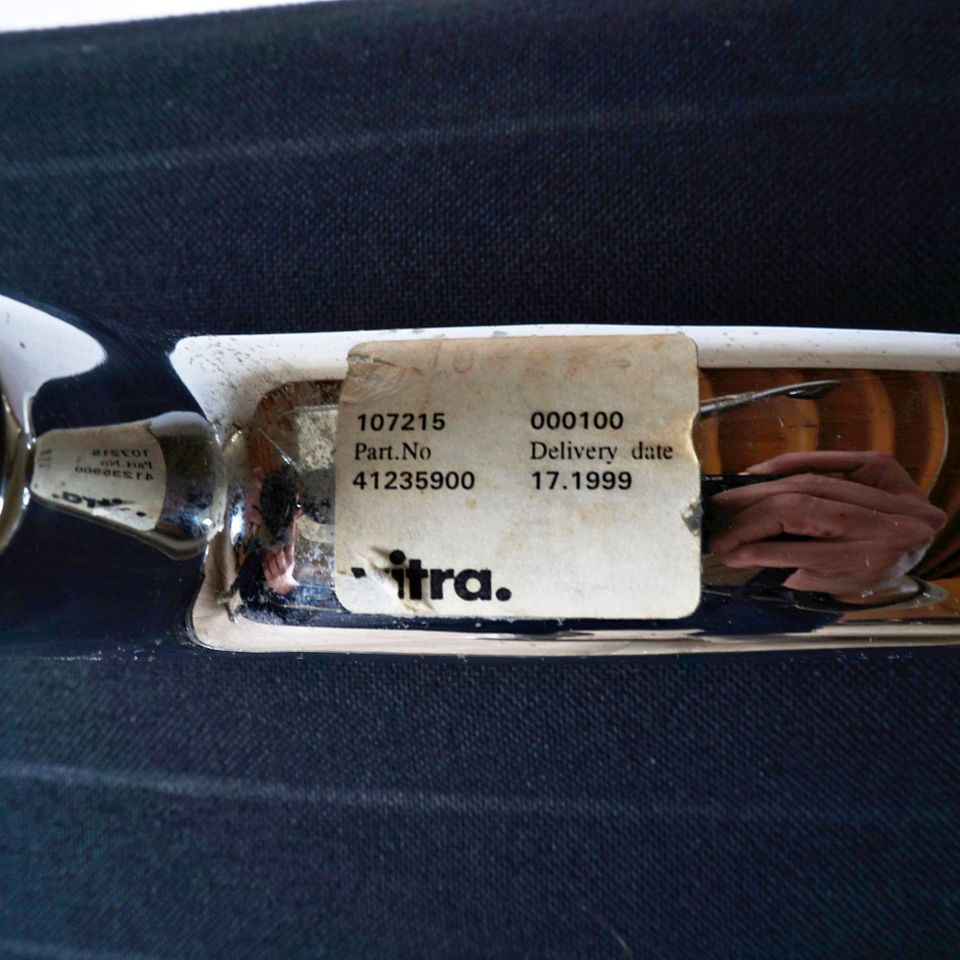 107215 000100
Part.No Delivery date
41235900 17.1999
vitra.